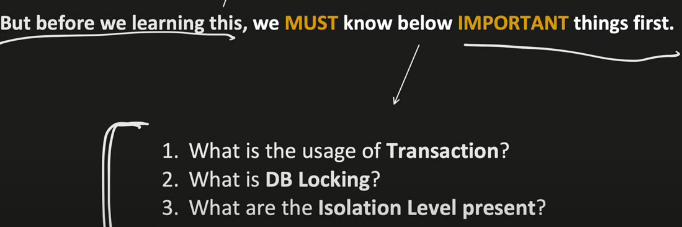 But before we learning this, we MUST know below IMPORTANT things first.
1. What is the usage of Transaction?
2. What is DB Locking?
3. What are the Isolation Level present?